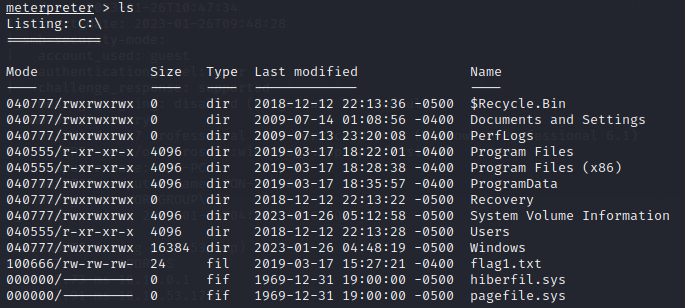 meterpreter > ls
Listing: C:\
============

Mode              Size   Type  Last modified              Name
----              ----   ----  -------------              ----
040777/rwxrwxrwx  0      dir   2018-12-12 22:13:36 -0500  $Recycle.Bin
040777/rwxrwxrwx  0      dir   2009-07-14 01:08:56 -0400  Documents and Settings
040777/rwxrwxrwx  0      dir   2009-07-13 23:20:08 -0400  PerfLogs
040555/r-xr-xr-x  4096   dir   2019-03-17 18:22:01 -0400  Program Files
040555/r-xr-xr-x  4096   dir   2019-03-17 18:28:38 -0400  Program Files (x86)
040777/rwxrwxrwx  4096   dir   2019-03-17 18:35:57 -0400  ProgramData
040777/rwxrwxrwx  0      dir   2018-12-12 22:13:22 -0500  Recovery
040777/rwxrwxrwx  4096   dir   2023-01-26 05:12:58 -0500  System Volume Information
040555/r-xr-xr-x  4096   dir   2018-12-12 22:13:28 -0500  Users
040777/rwxrwxrwx  16384  dir   2023-01-26 04:48:19 -0500  Windows
100666/rw-rw-rw-  24     fil   2019-03-17 15:27:21 -0400  flag1.txt
000000/---------  0      fif   1969-12-31 19:00:00 -0500  hiberfil.sys
000000/---------  0      fif   1969-12-31 19:00:00 -0500  pagefile.sys